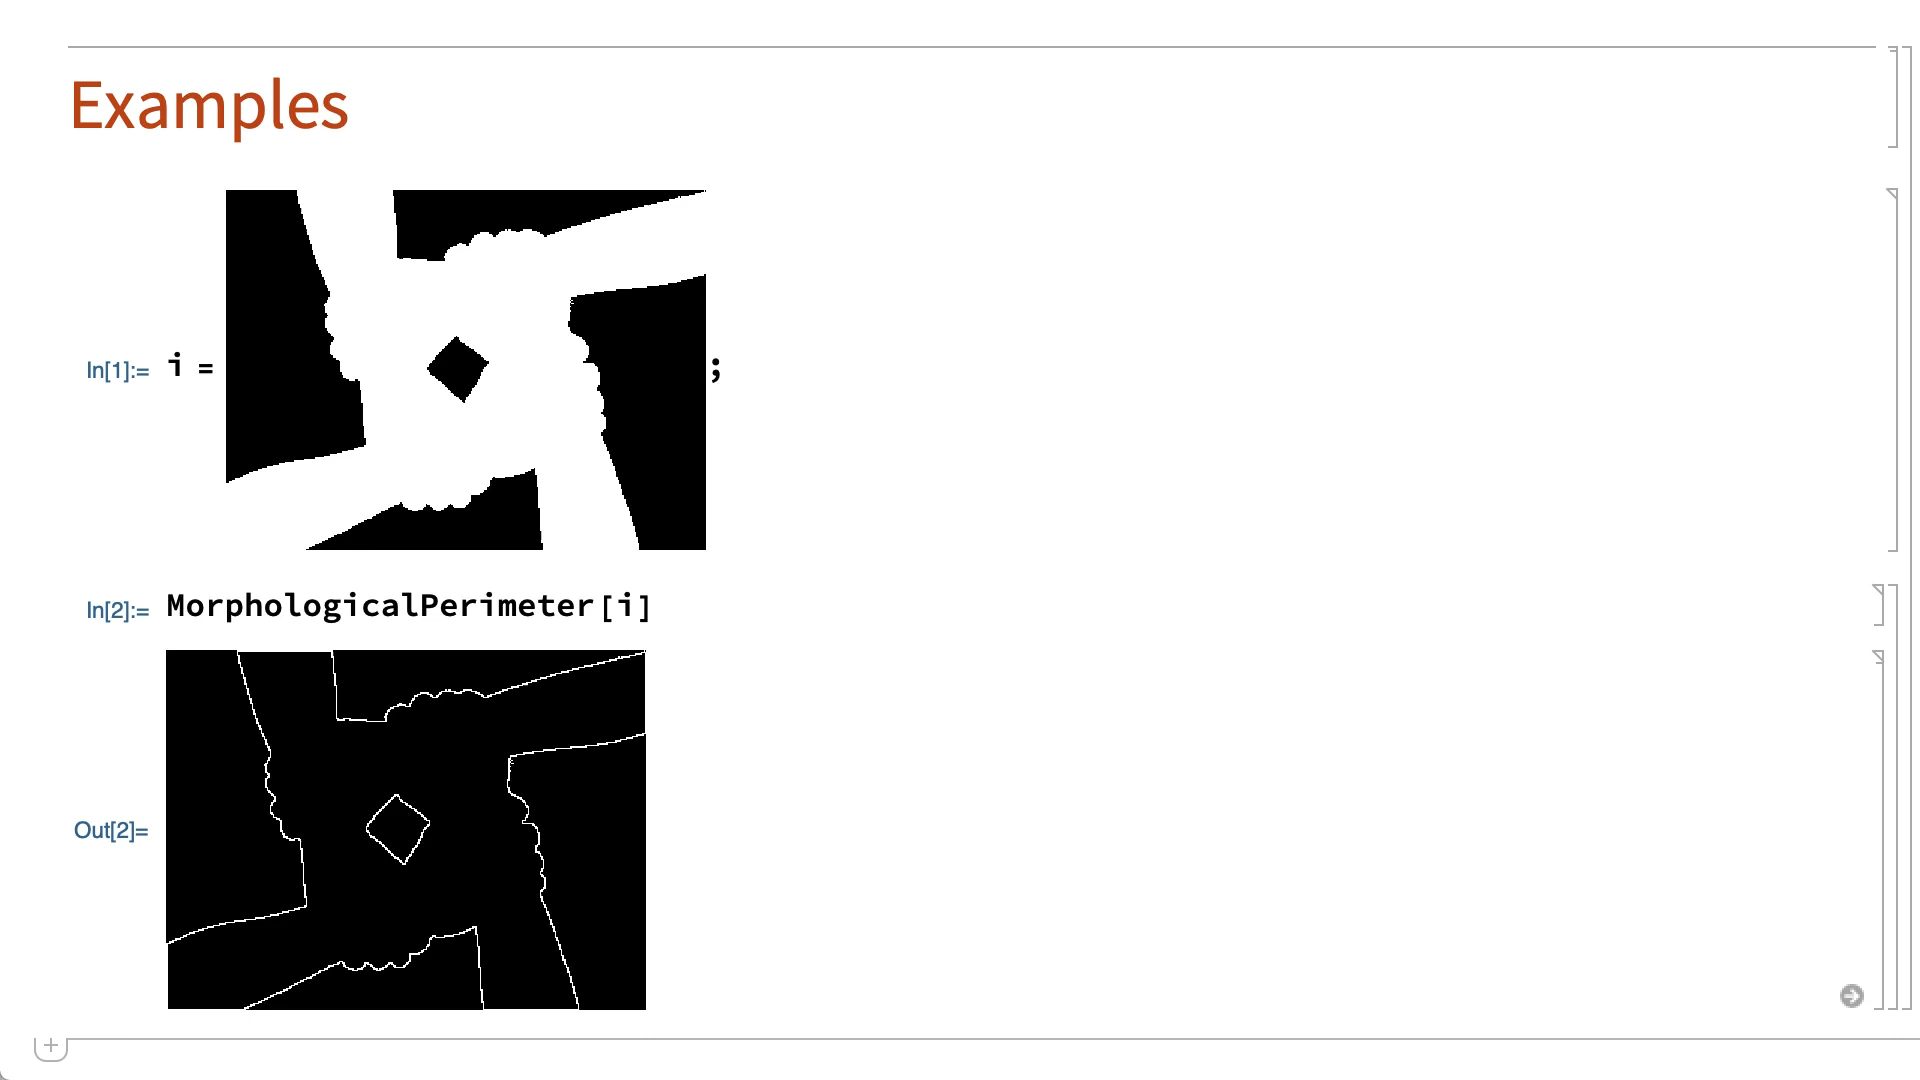 Examples
In[1]:= i = ;
In[2]:= MorphologicalPerimeter[i]
Out[2]=